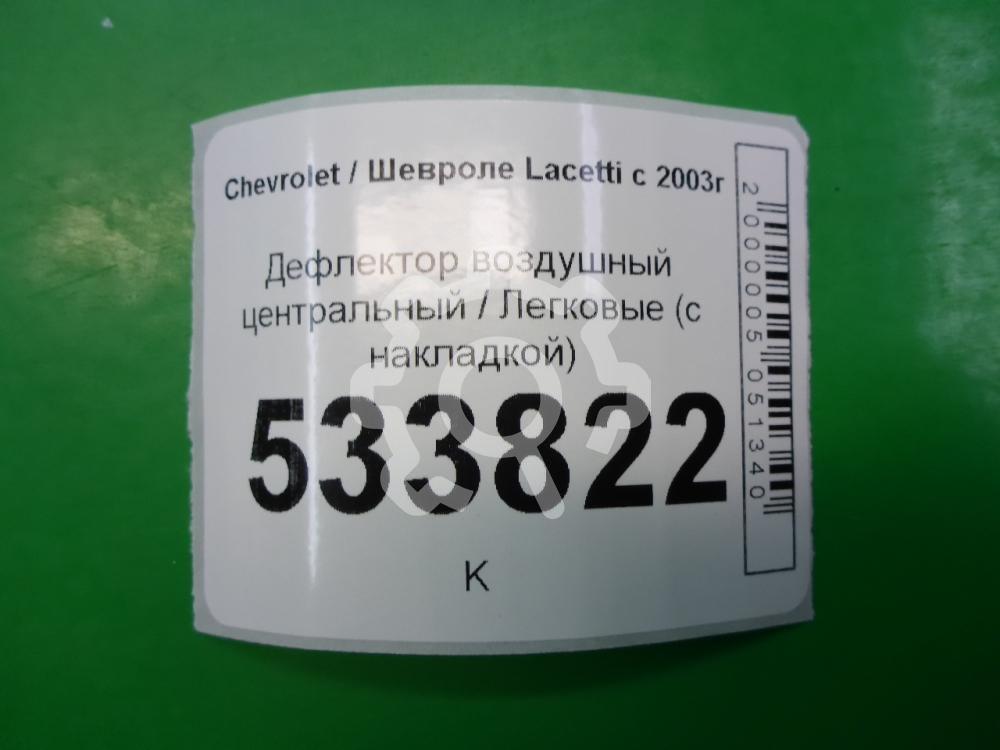 Chevrolet / Шевроле Lacetti с 2003г
Дефлектор воздушный
центральный / Легковые (с
накладкой)
533822
К
2000005051340